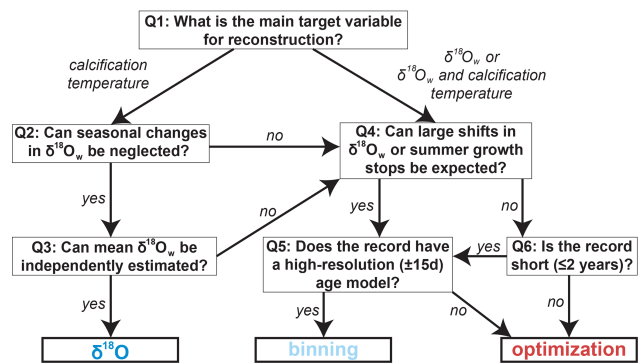 Q1: What is the main target variable
for reconstruction?
calcification
temperature
δ¹⁸Ow or
δ¹⁸Ow and calcification
temperature
Q2: Can seasonal changes
in δ¹⁸Ow be neglected?
no
Q4: Can large shifts in
δ¹⁸Ow or summer growth
stops be expected?
yes
no
yes
no
Q3: Can mean δ¹⁸Ow be
independently estimated?
Q5: Does the record have
a high-resolution (±15d)
age model?
yes
Q6: Is the record
short (≤2 years)?
yes
yes
no
no
δ¹⁸O
binning
optimization